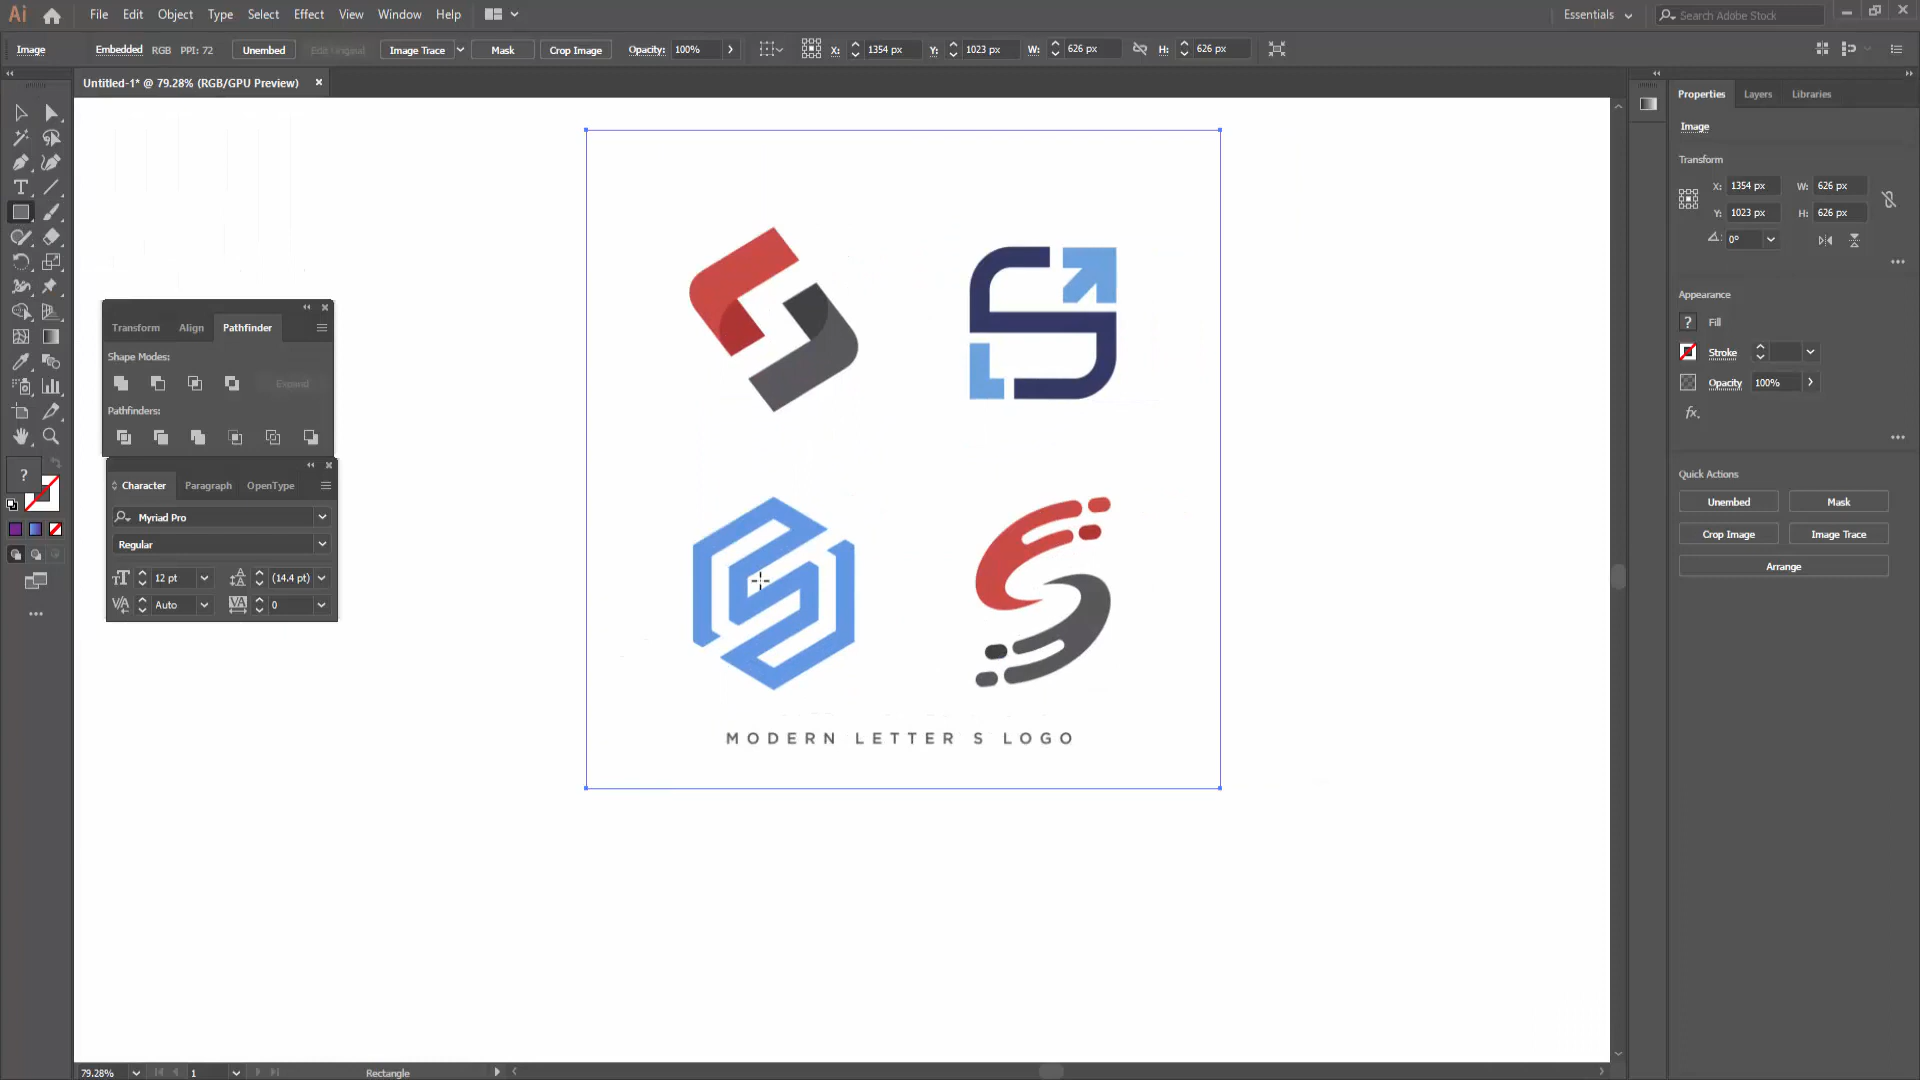 Ai File Edit Object Type Select Effect View Window Help Essentials Search Adobe Stock
Image Embedded RGB PPI: 72 Unembed Edit Original Image Trace Mask Crop Image Opacity: 100% X: 1354 px Y: 1023 px W: 626 px H: 626 px
Untitled-1* @ 79.28% (RGB/GPU Preview) ×
Transform Align Pathfinder
Shape Modes:
Expand
Pathfinders:
Character Paragraph OpenType
Myriad Pro
Regular
12 pt (14.4 pt)
Auto 0
?
MODERN LETTER S LOGO
Properties Layers Libraries
Image
Transform
X: 1354 px W: 626 px
Y: 1023 px H: 626 px
0°
Appearance
? Fill
Stroke
Opacity 100%
fx.
Quick Actions
Unembed Mask
Crop Image Image Trace
Arrange
79.28% 1 Rectangle